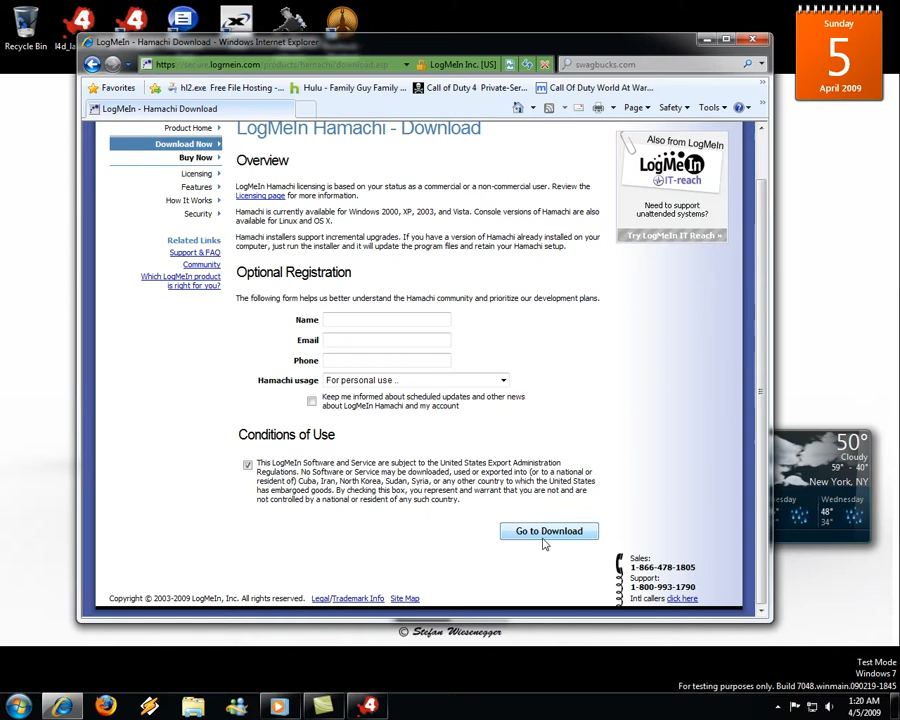 Sunday
5
April 2009
Recycle Bin
l4d_la
LogMeIn - Hamachi Download - Windows Internet Explorer
https://secure.logmein.com/products/hamachi/download.asp
LogMeIn Inc. [US]
swagbucks.com
Favorites
hl2.exe Free File Hosting -...
Hulu - Family Guy Family ...
Call of Duty 4 Private-Ser...
Call Of Duty World At War...
LogMeIn - Hamachi Download
Page
Safety
Tools
Product Home
Download Now
Buy Now
Licensing
Features
How It Works
Security
Related Links
Support & FAQ
Community
Which LogMeIn product
is right for you?
LogMeIn Hamachi - Download
Overview
LogMeIn Hamachi licensing is based on your status as a commercial or a non-commercial user. Review the
Licensing page for more information.
Hamachi is currently available for Windows 2000, XP, 2003, and Vista. Console versions of Hamachi are also
available for Linux and OS X.
Hamachi installers support incremental upgrades. If you have a version of Hamachi already installed on your
computer, just run the installer and it will update the program files and retain your Hamachi setup.
Optional Registration
The following form helps us better understand the Hamachi community and prioritize our development plans.
Name
Email
Phone
Hamachi usage
For personal use ..
Keep me informed about scheduled updates and other news
about LogMeIn Hamachi and my account
Conditions of Use
This LogMeIn Software and Service are subject to the United States Export Administration
Regulations. No Software or Service may be downloaded, used or exported into (or to a national or
resident of) Cuba, Iran, North Korea, Sudan, Syria, or any other country to which the United States
has embargoed goods. By checking this box, you represent and warrant that you are not and are
not controlled by a national or resident of any such country.
Go to Download
Also from LogMeIn
LogMeIn
IT-reach
Need to support
unattended systems?
Try LogMeIn IT Reach »
Sales:
1-866-478-1805
Support:
1-800-993-1790
Intl callers click here
Copyright © 2003-2009 LogMeIn, Inc. All rights reserved.
Legal/Trademark Info
Site Map
50°
Cloudy
59° - 40°
New York, NY
esday
Wednesday
48°
34°
© Stefan Wiesenegger
Test Mode
Windows 7
For testing purposes only. Build 7048.winmain.090219-1845
1:20 AM
4/5/2009